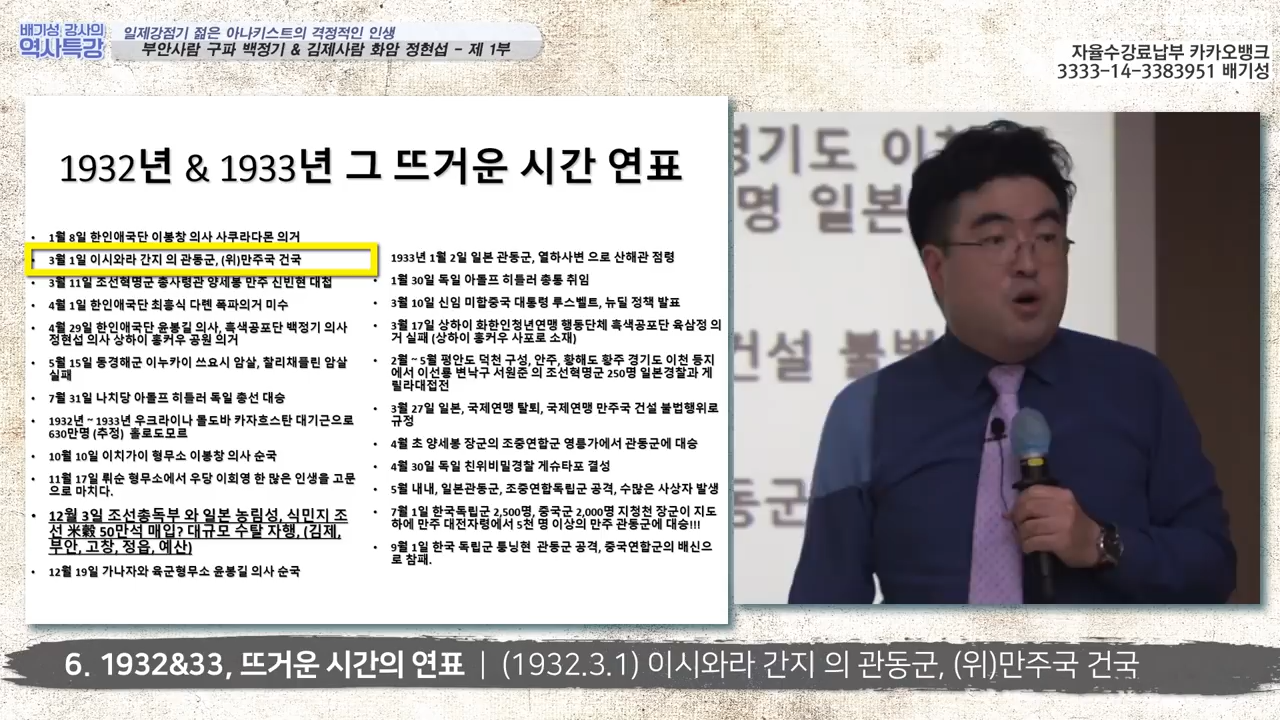 배기성 강사의
역사특강
일제강점기 젊은 아나키스트의 격정적인 인생
부안사람 구파 백정기 & 김제사람 화암 정현섭 - 제 1부
자율수강료납부 카카오뱅크
3333-14-3383951 배기성
1932년 & 1933년 그 뜨거운 시간 연표
• 1월 8일 한인애국단 이봉창 의사 사쿠라다몬 의거
3월 1일 이시와라 간지 의 관동군, (위)만주국 건국
• 3월 11일 조선혁명군 총사령관 양세봉 만주 신빈현 대첩
• 4월 1일 한인애국단 최흥식 다롄 폭파의거 미수
• 4월 29일 한인애국단 윤봉길 의사, 흑색공포단 백정기 의사
정현섭 의사 상하이 홍커우 공원 의거
• 5월 15일 동경해군 이누카이 쓰요시 암살, 찰리채플린 암살
실패
• 7월 31일 나치당 아돌프 히틀러 독일 총선 대승
• 1932년 ~ 1933년 우크라이나 몰도바 카자흐스탄 대기근으로
630만명 (추정) 홀로도모르
• 10월 10일 이치가이 형무소 이봉창 의사 순국
• 11월 17일 뤼순 형무소에서 우당 이회영 한 많은 인생을 고문
으로 마치다.
• 12월 3일 조선총독부 와 일본 농림성, 식민지 조
선 米穀 50만석 매입? 대규모 수탈 자행, (김제,
부안, 고창, 정읍, 예산)
• 12월 19일 가나자와 육군형무소 윤봉길 의사 순국
1933년 1월 2일 일본 관동군, 열하사변 으로 산해관 점령
• 1월 30일 독일 아돌프 히틀러 총통 취임
• 3월 10일 신임 미합중국 대통령 루스벨트, 뉴딜 정책 발표
• 3월 17일 상하이 화한인청년연맹 행동단체 흑색공포단 육삼정 의
거 실패 (상하이 홍커우 사포로 소재)
• 2월 ~ 5월 평안도 덕천 구성, 안주, 황해도 황주 경기도 이천 등지
에서 이선룡 변낙구 서원준 의 조선혁명군 250명 일본경찰과 게
릴라대접전
• 3월 27일 일본, 국제연맹 탈퇴, 국제연맹 만주국 건설 불법행위로
규정
• 4월 초 양세봉 장군의 조중연합군 영릉가에서 관동군에 대승
• 4월 30일 독일 친위비밀경찰 게슈타포 결성
• 5월 내내, 일본관동군, 조중연합독립군 공격, 수많은 사상자 발생
• 7월 1일 한국독립군 2,500명, 중국군 2,000명 지청천 장군이 지도
하에 만주 대전자령에서 5천 명 이상의 만주 관동군에 대승!!!
• 9월 1일 한국 독립군 퉁닝현 관동군 공격, 중국연합군의 배신으
로 참패.
경기도 이천
명 일본
건설 불법
동군
6. 1932&33, 뜨거운 시간의 연표 | (1932.3.1) 이시와라 간지 의 관동군, (위)만주국 건국